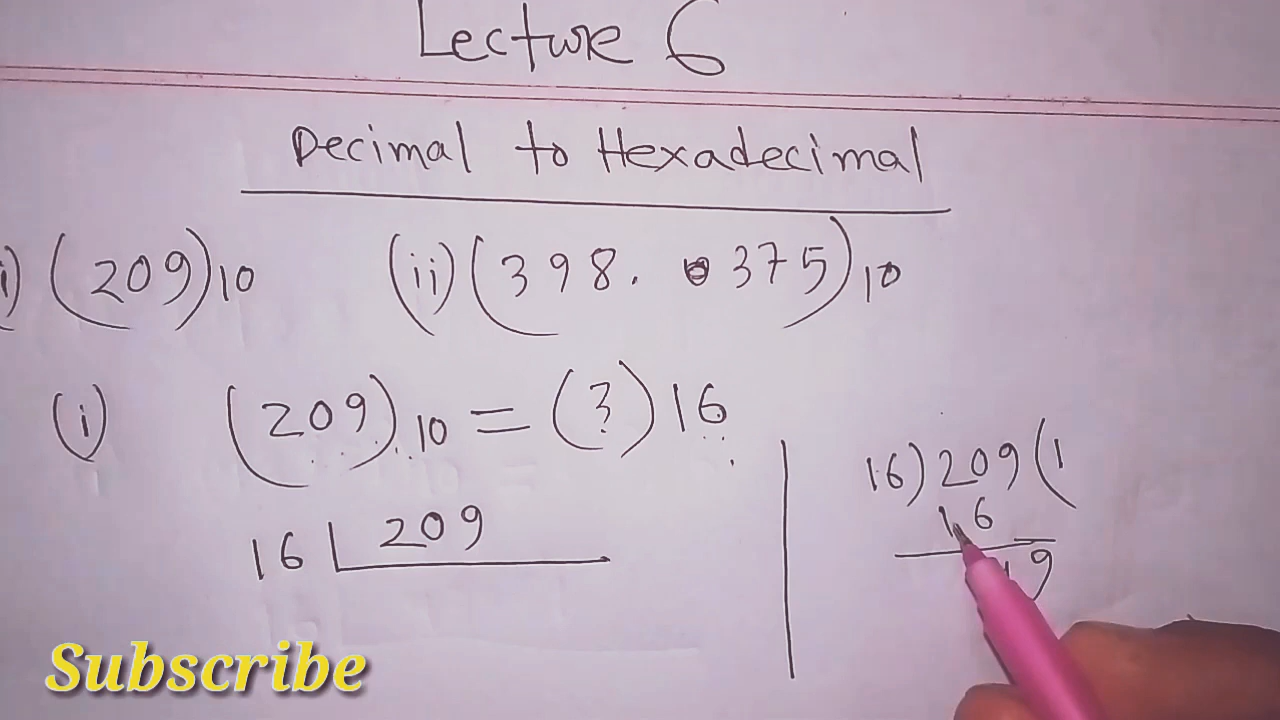 Lecture 6
Decimal to Hexadecimal
i) (209)10 (ii) (398. 375)10
(i) (209)10 = (?)16
16) 209 (1
16 209
16
9
Subscribe